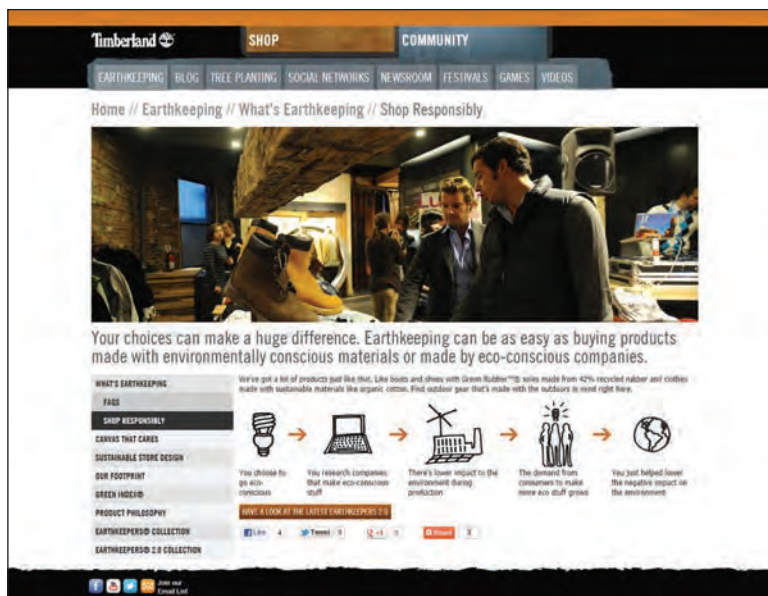 Timberland
SHOP
COMMUNITY
EARTHKEEPING BLOG TREE PLANTING SOCIAL NETWORKS NEWSROOM FESTIVALS GAMES VIDEOS
Home // Earthkeeping // What's Earthkeeping // Shop Responsibly
Your choices can make a huge difference. Earthkeeping can be as easy as buying products
made with environmentally conscious materials or made by eco-conscious companies.
WHAT'S EARTHKEEPING
FAQS
SHOP RESPONSIBLY
CANVAS THAT CARES
SUSTAINABLE STORE DESIGN
OUR FOOTPRINT
GREEN INDEX®
PRODUCT PHILOSOPHY
EARTHKEEPERS® COLLECTION
EARTHKEEPERS® 2.0 COLLECTION
We've got a lot of products just like that. Like boots and shoes with Green Rubber™® soles made from 42% recycled rubber and clothes
made with sustainable materials like organic cotton. Find outdoor gear that's made with the outdoors in mind right here.
You choose to
go eco-
conscious
You research companies
that make eco-conscious
stuff
There's lower impact to the
environment during
production
The demand from
consumers to make
more eco stuff grows
You just helped lower
the negative impact on
the environment
HAVE A LOOK AT THE LATEST EARTHKEEPERS 2.0
Like 4 Tweet 0 +1 0 Share
Join our
Email List